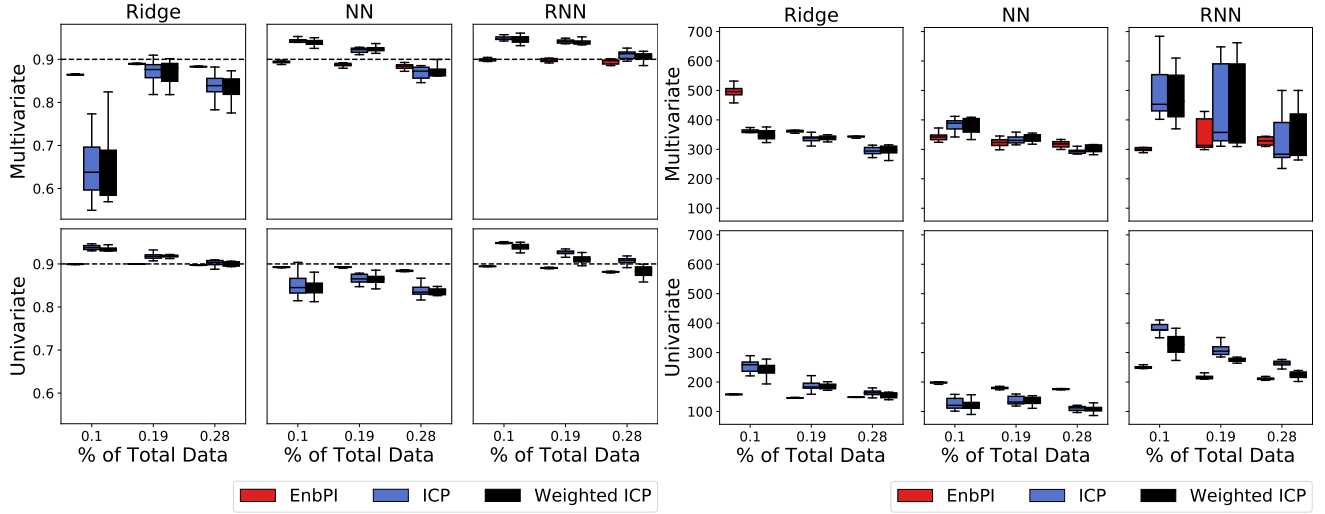 Ridge NN RNN
Multivariate
0.9
0.8
0.7
0.6
Univariate
0.9
0.8
0.7
0.6
0.1 0.19 0.28 0.1 0.19 0.28 0.1 0.19 0.28
% of Total Data % of Total Data % of Total Data
EnbPI ICP Weighted ICP
Ridge NN RNN
Multivariate
700
600
500
400
300
200
100
Univariate
700
600
500
400
300
200
100
0.1 0.19 0.28 0.1 0.19 0.28 0.1 0.19 0.28
% of Total Data % of Total Data % of Total Data
EnbPI ICP Weighted ICP